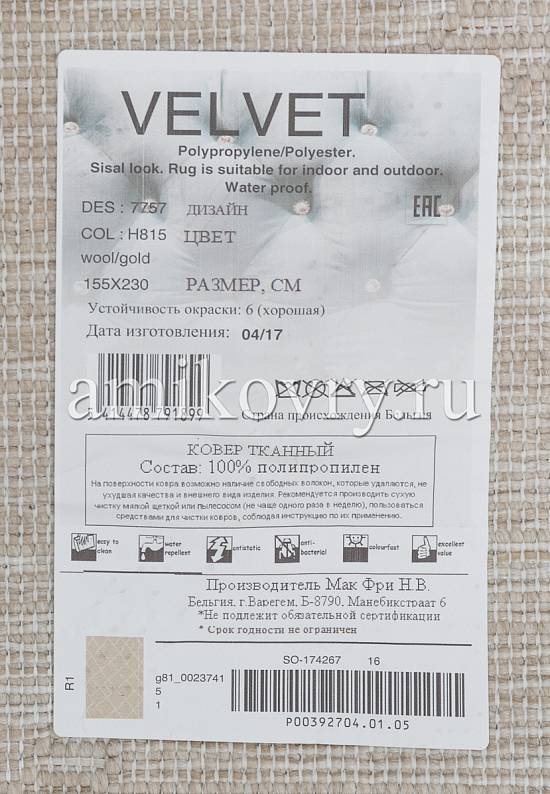 VELVET
Polypropylene/Polyester.
Sisal look. Rug is suitable for indoor and outdoor.
Water proof.
DES : 7757 ДИЗАЙН
EAC
COL : H815 ЦВЕТ
wool/gold
155X230 РАЗМЕР, СМ
Устойчивость окраски: 6 (хорошая)
Дата изготовления: 04/17
amikovry.ru
5 414478 791899
Страна происхождения Бельгия
КОВЕР ТКАННЫЙ
Состав: 100% полипропилен
На поверхности ковра возможно наличие свободных волокон, которые удаляются, не
ухудшая качества и внешнего вида изделия. Рекомендуется производить сухую
чистку мягкой щеткой или пылесосом (не чаще одного раза в неделю), пользоваться
средствами для чистки ковров, соблюдая инструкцию по их применению.
easy to clean
water repellent
antistatic
anti-bacterial
colourfast
excellent value
Производитель Мак Фри Н.В.
Бельгия, г.Варегем, Б-8790, Манебикстраат 6
*Не подлежит обязательной сертификации
* Срок годности не ограничен
SO-174267 16
R1
g81_0023741
5
1
P00392704.01.05